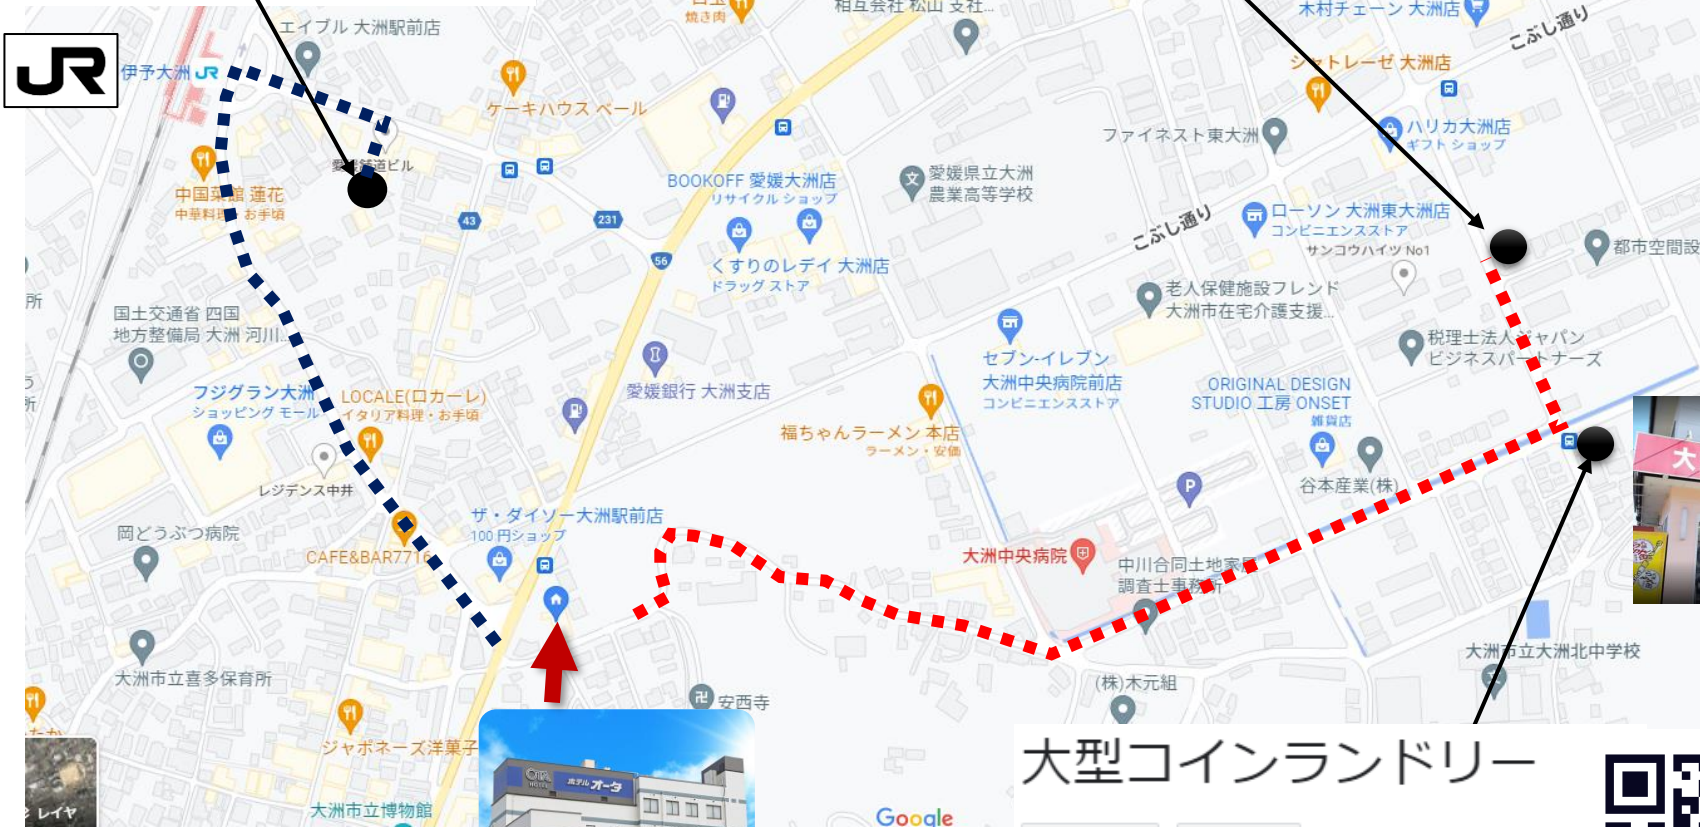 相互会社 松山 支社...
焼き肉
木村チェーン 大洲店
こぶし通り
エイブル 大洲駅前店
JR
伊予大洲 JR
シャトレーゼ 大洲店
ケーキハウス ベール
ファイネスト東大洲
ハリカ大洲店
ギフト ショップ
愛媛県立大洲
農業高等学校
BOOKOFF 愛媛大洲店
リサイクル ショップ
中国菜館 蓮花
中華料理・お手頃
43
231
56
こぶし通り
ローソン 大洲東大洲店
コンビニエンスストア
サンコウハイツ No1
都市空間設
くすりのレデイ 大洲店
ドラッグ ストア
所
国土交通省 四国
地方整備局 大洲 河川...
老人保健施設フレンド
大洲市在宅介護支援...
税理士法人ジャパン
ビジネスパートナーズ
セブン-イレブン
大洲中央病院前店
コンビニエンスストア
愛媛銀行 大洲支店
フジグラン大洲
ショッピング モール
LOCALE(ロカーレ)
イタリア料理・お手頃
ORIGINAL DESIGN
STUDIO 工房 ONSET
雑貨店
福ちゃんラーメン 本店
ラーメン・安価
う
所
大
レジデンス中井
谷本産業(株)
P
ザ・ダイソー大洲駅前店
100 円ショップ
岡どうぶつ病院
CAFE&BAR7716
大洲中央病院
中川合同土地家屋
調査士事務所
大洲市立大洲北中学校
大洲市立喜多保育所
(株)木元組
安西寺
たか
ジャポネーズ洋菓子
大型コインランドリー
OTA
HOTEL
ホテル オータ
レイヤ
大洲市立博物館
Google